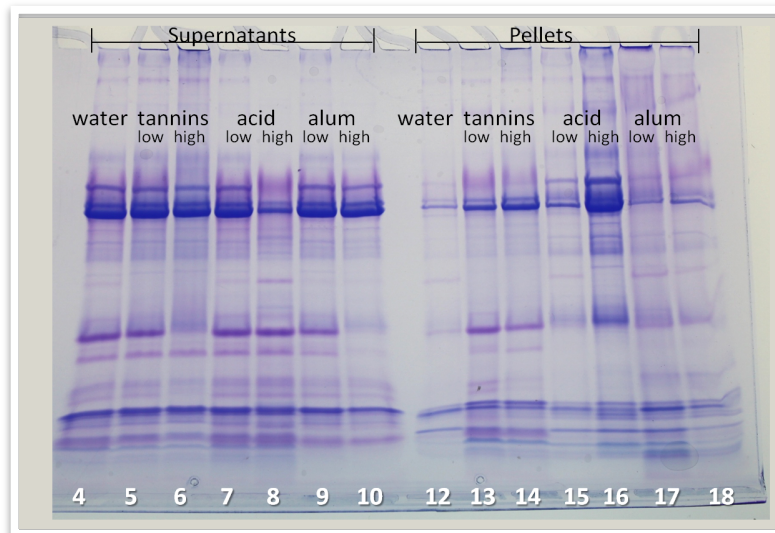 Supernatants Pellets
water tannins acid alum water tannins acid alum
low high low high low high low high low high low high
4 5 6 7 8 9 10 12 13 14 15 16 17 18